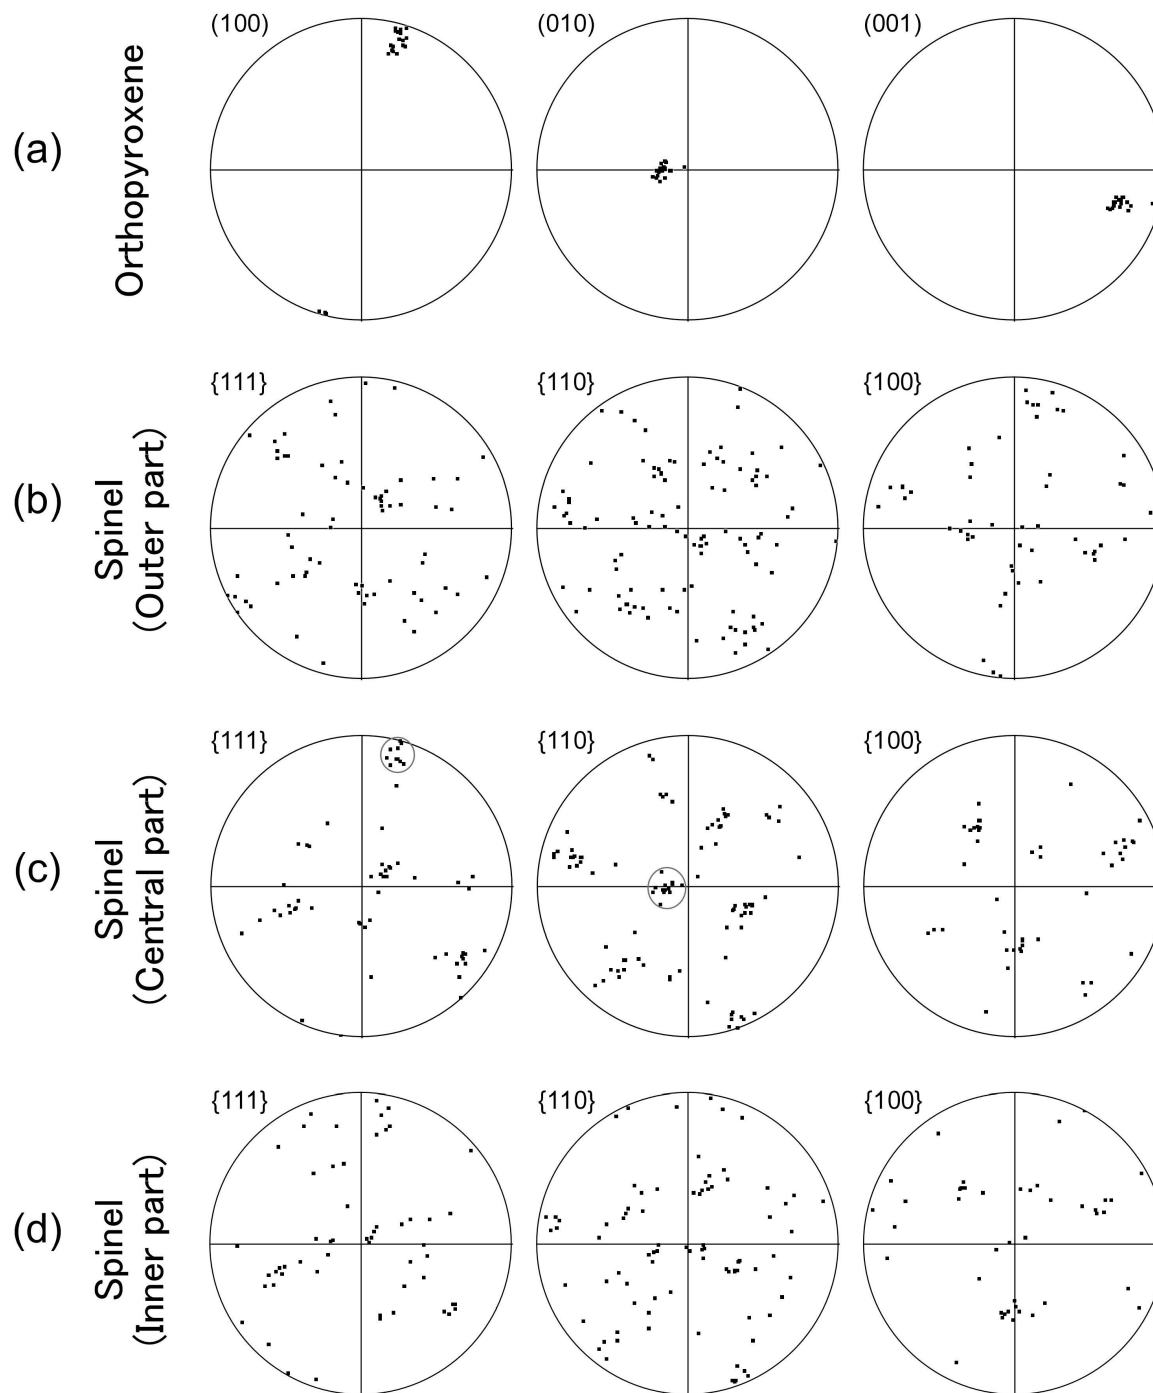 (a)
Orthopyroxene
(100)
(010)
(001)
(b)
Spinel
(Outer part)
{111}
{110}
{100}
(c)
Spinel
(Central part)
{111}
{110}
{100}
(d)
Spinel
(Inner part)
{111}
{110}
{100}